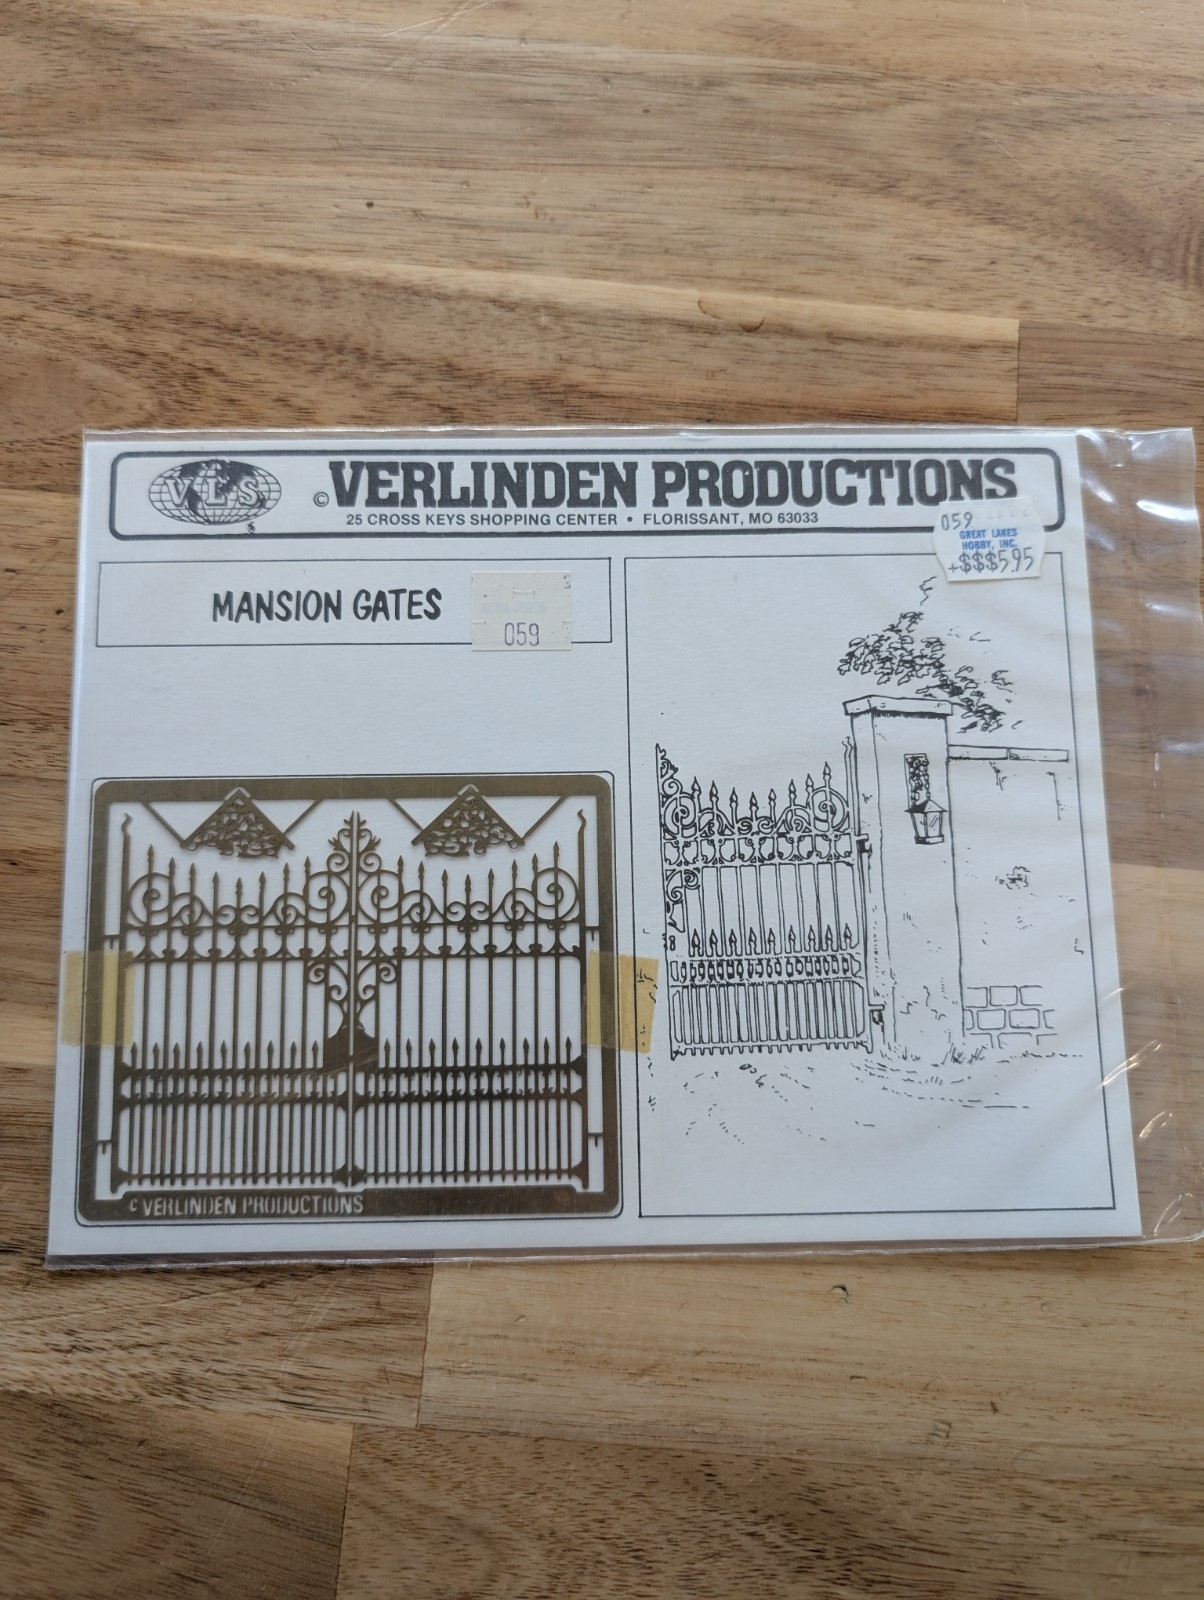 VLS
© VERLINDEN PRODUCTIONS
25 CROSS KEYS SHOPPING CENTER • FLORISSANT, MO 63033
059
GREAT LAKES
HOBBY, INC.
+$$$5.95
MANSION GATES
059
© VERLINDEN PRODUCTIONS